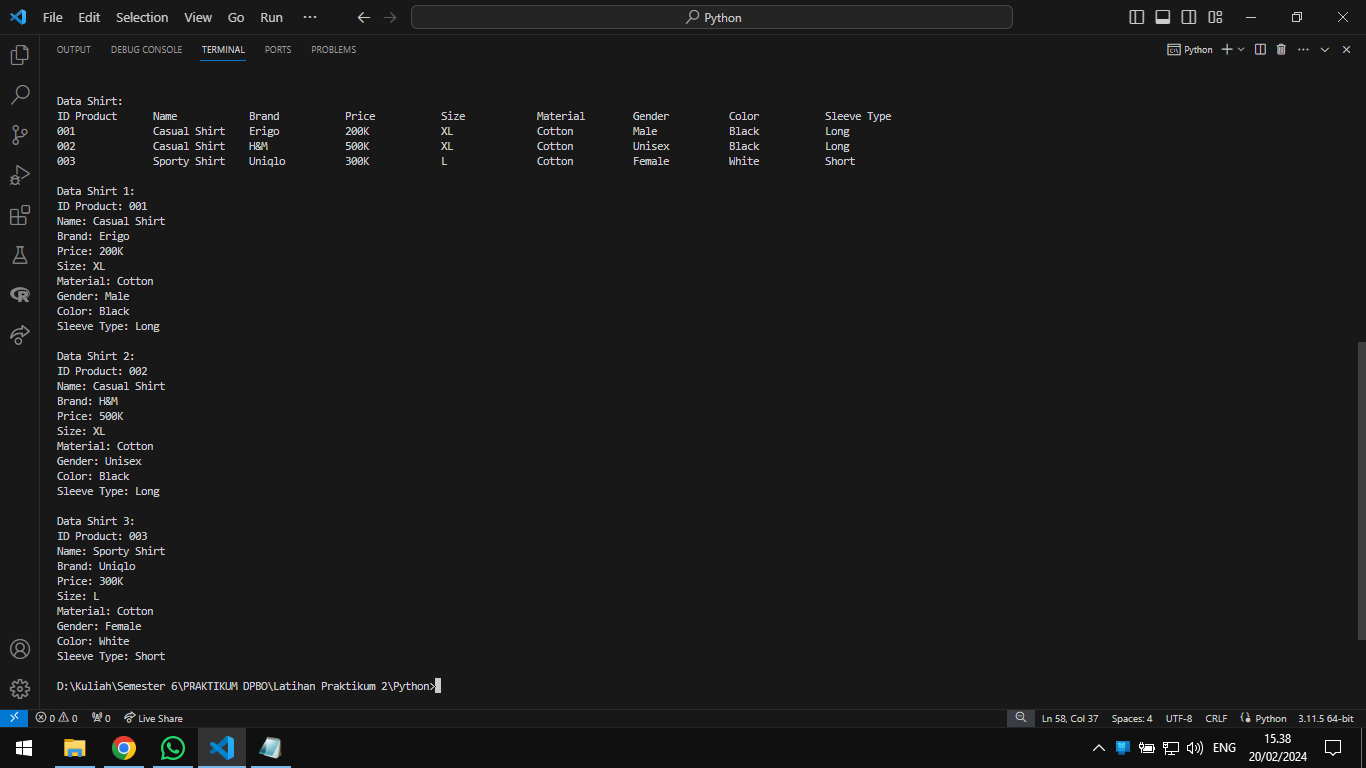 File Edit Selection View Go Run ··· Python
OUTPUT DEBUG CONSOLE TERMINAL PORTS PROBLEMS Python
Data Shirt:
ID Product Name Brand Price Size Material Gender Color Sleeve Type
001 Casual Shirt Erigo 200K XL Cotton Male Black Long
002 Casual Shirt H&M 500K XL Cotton Unisex Black Long
003 Sporty Shirt Uniqlo 300K L Cotton Female White Short
Data Shirt 1:
ID Product: 001
Name: Casual Shirt
Brand: Erigo
Price: 200K
Size: XL
Material: Cotton
Gender: Male
Color: Black
Sleeve Type: Long
Data Shirt 2:
ID Product: 002
Name: Casual Shirt
Brand: H&M
Price: 500K
Size: XL
Material: Cotton
Gender: Unisex
Color: Black
Sleeve Type: Long
Data Shirt 3:
ID Product: 003
Name: Sporty Shirt
Brand: Uniqlo
Price: 300K
Size: L
Material: Cotton
Gender: Female
Color: White
Sleeve Type: Short
D:\Kuliah\Semester 6\PRAKTIKUM DPBO\Latihan Praktikum 2\Python>
0 0 0 Live Share Ln 58, Col 37 Spaces: 4 UTF-8 CRLF Python 3.11.5 64-bit
ENG 15.38
20/02/2024